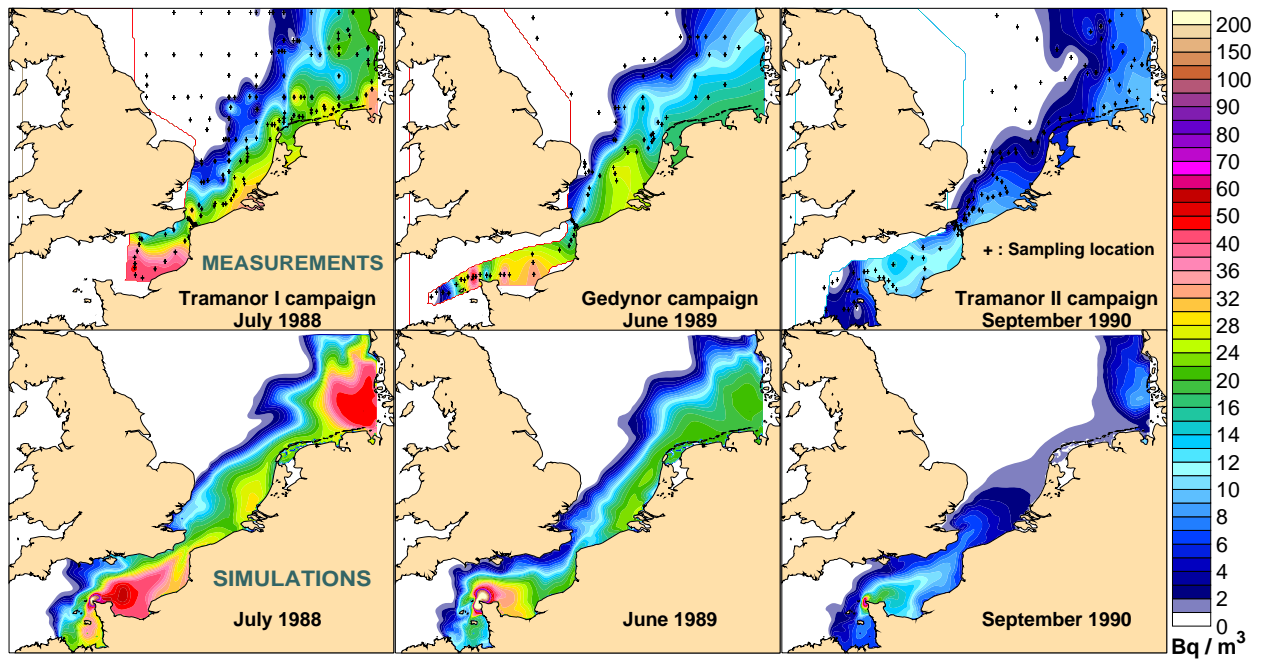 MEASUREMENTS
Tramanor I campaign
July 1988
Gedynor campaign
June 1989
+ : Sampling location
Tramanor II campaign
September 1990
SIMULATIONS
July 1988
June 1989
September 1990
200
150
100
90
80
70
60
50
40
36
32
28
24
20
16
14
12
10
8
6
4
2
0
Bq / m³